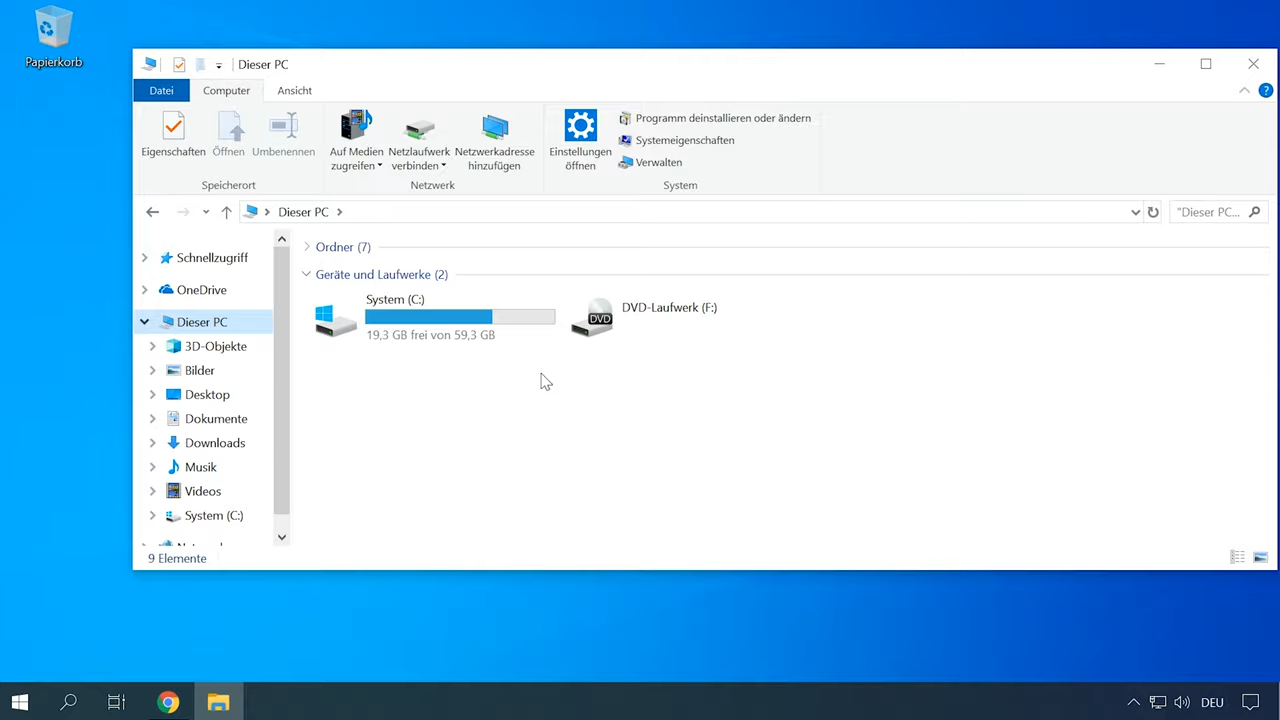 Papierkorb
Dieser PC
Datei
Computer
Ansicht
Eigenschaften
Öffnen
Umbenennen
Speicherort
Auf Medien
zugreifen
Netzlaufwerk
verbinden
Netzwerkadresse
hinzufügen
Netzwerk
Einstellungen
öffnen
Programm deinstallieren oder ändern
Systemeigenschaften
Verwalten
System
Dieser PC
"Dieser PC...
Schnellzugriff
OneDrive
Dieser PC
3D-Objekte
Bilder
Desktop
Dokumente
Downloads
Musik
Videos
System (C:)
Ordner (7)
Geräte und Laufwerke (2)
System (C:)
19,3 GB frei von 59,3 GB
DVD
DVD-Laufwerk (F:)
9 Elemente
DEU